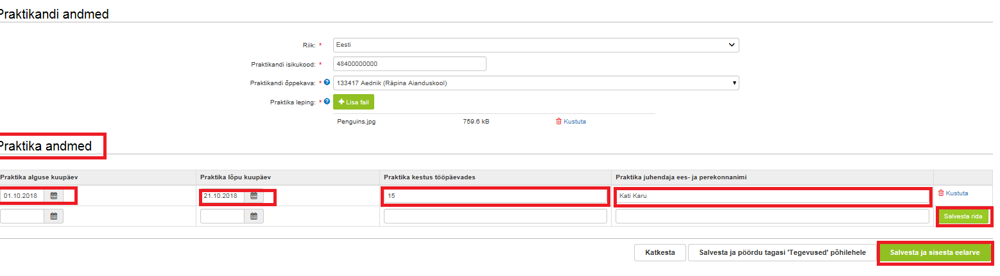 Praktikandi andmed
Riik: * Eesti
Praktikandi isikukood: * 48400000000
Praktikandi õppekava: * ? 133417 Aednik (Räpina Aianduskool)
Praktika leping: * ? + Lisa fail
Penguins.jpg 759.6 kB Kustuta
Praktika andmed
Praktika alguse kuupäev Praktika lõpu kuupäev Praktika kestus tööpäevades Praktika juhendaja ees- ja perekonnanimi
01.10.2018 21.10.2018 15 Kati Karu Kustuta
Salvesta rida
Katkesta Salvesta ja pöördu tagasi 'Tegevused' põhilehele Salvesta ja sisesta eelarve